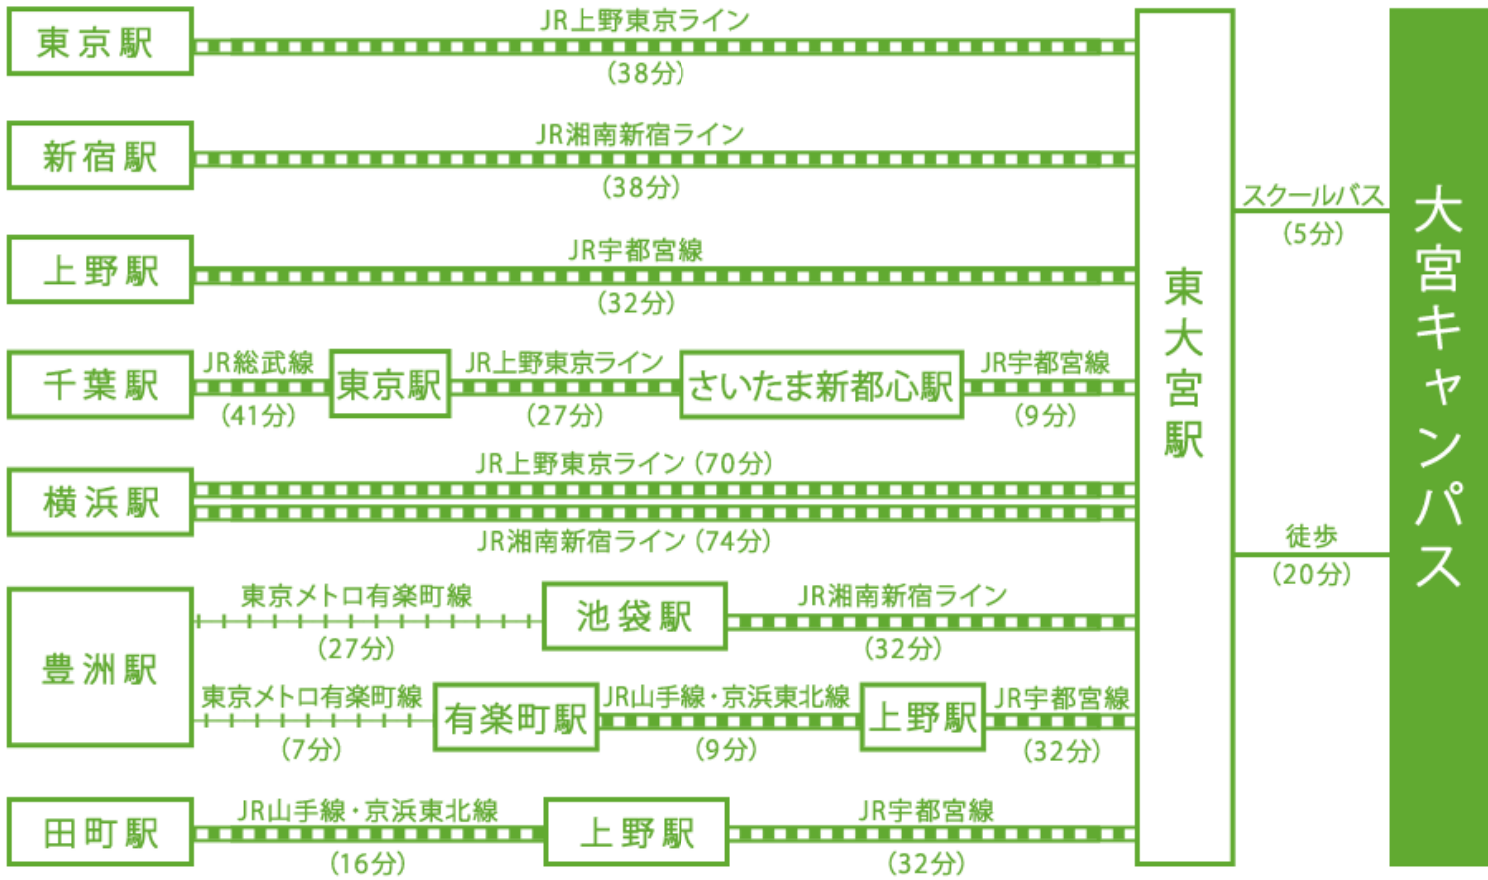 東京駅
JR上野東京ライン
(38分)
新宿駅
JR湘南新宿ライン
(38分)
上野駅
JR宇都宮線
(32分)
千葉駅
JR総武線
(41分)
東京駅
JR上野東京ライン
(27分)
さいたま新都心駅
JR宇都宮線
(9分)
横浜駅
JR上野東京ライン (70分)
JR湘南新宿ライン (74分)
豊洲駅
東京メトロ有楽町線
(27分)
池袋駅
JR湘南新宿ライン
(32分)
東京メトロ有楽町線
(7分)
有楽町駅
JR山手線・京浜東北線
(9分)
上野駅
JR宇都宮線
(32分)
田町駅
JR山手線・京浜東北線
(16分)
上野駅
JR宇都宮線
(32分)
東大宮駅
スクールバス
(5分)
徒歩
(20分)
大宮キャンパス